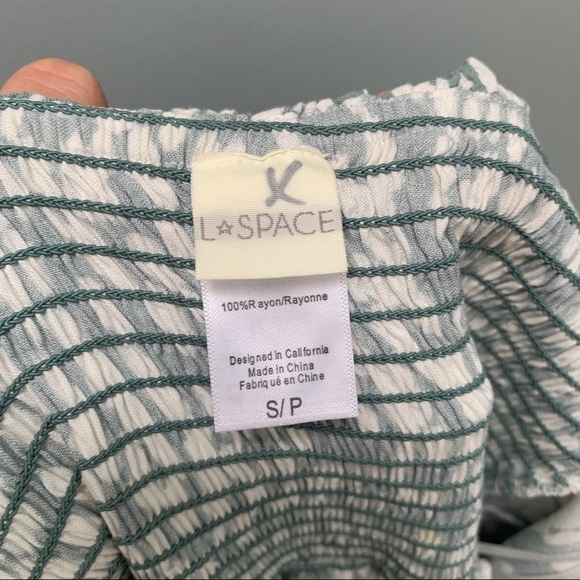 L☆SPACE
100%Rayon/Rayonne
Designed in California
Made in China
Fabriqué en Chine
S/P